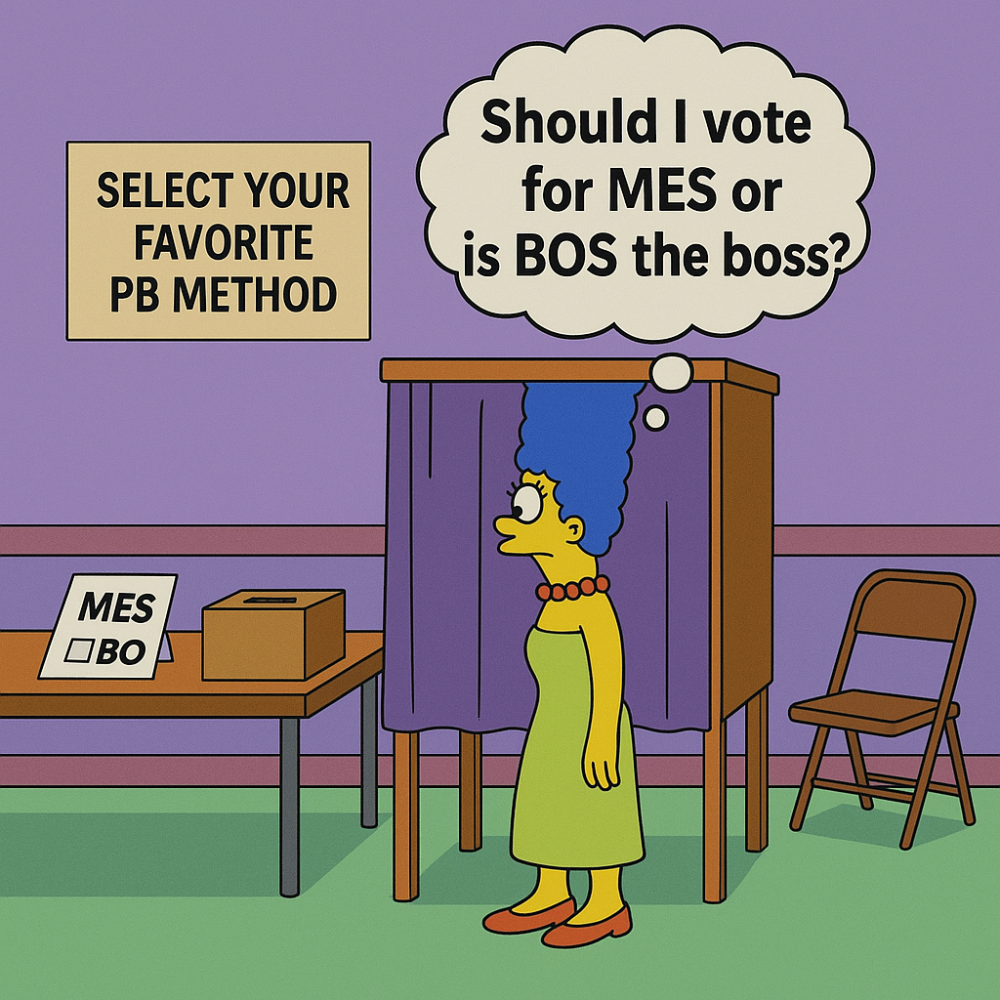 SELECT YOUR
FAVORITE
PB METHOD
Should I vote
for MES or
is BOS the boss?
MES
BO